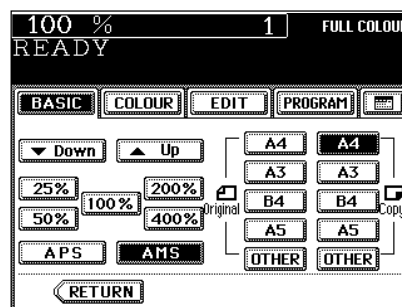 100 % 1 FULL COLOU
READY
BASIC COLOUR EDIT PROGRAM
Down Up A4 A4
25% 200% A3 A3
100%
Original B4 B4 Copy
50% 400% A5 A5
APS AMS OTHER OTHER
RETURN